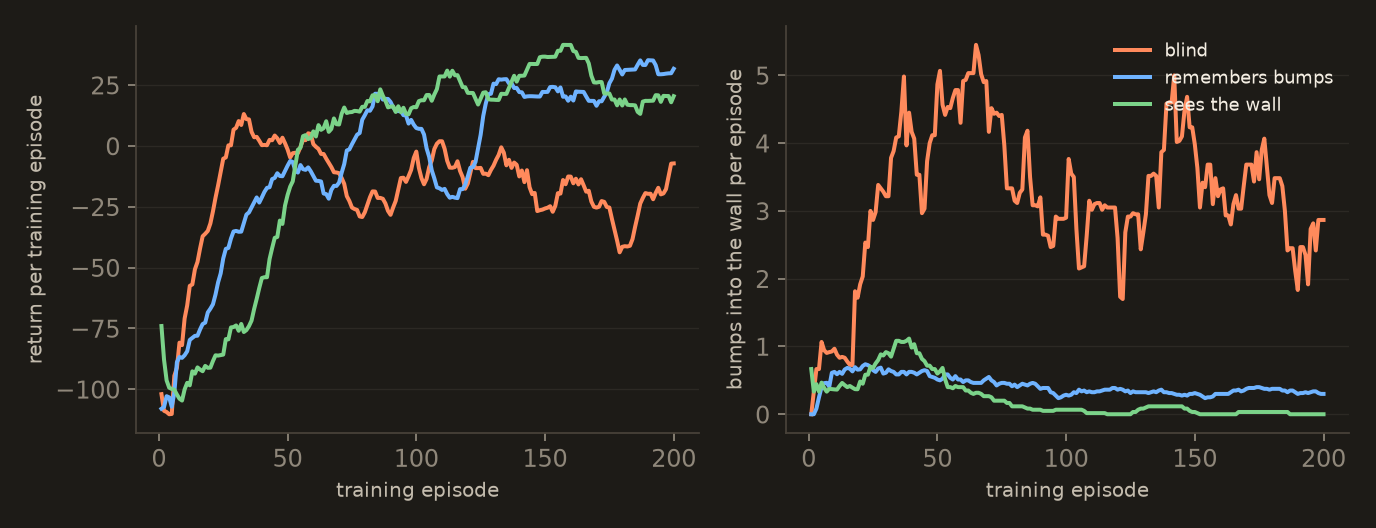 return per training episode
25
0
−25
−50
−75
−100
0 50 100 150 200
training episode
bumps into the wall per episode
5
4
3
2
1
0
0 50 100 150 200
training episode
blind
remembers bumps
sees the wall